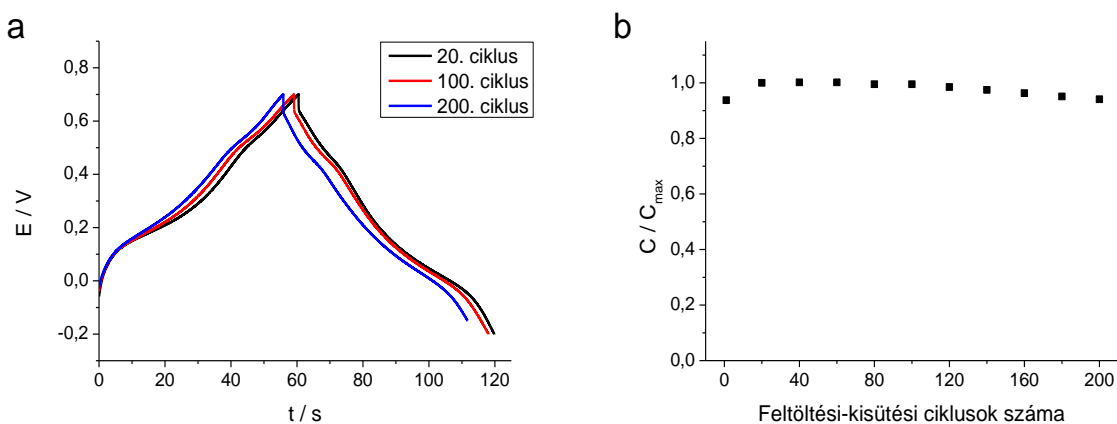 a
0,8
0,6
0,4
0,2
0,0
-0,2
E / V
0
20
40
60
80
100
120
t / s
20. ciklus
100. ciklus
200. ciklus
b
1,0
0,8
0,6
0,4
0,2
0,0
C / Cmax
0
40
80
120
160
200
Feltöltési-kisütési ciklusok száma